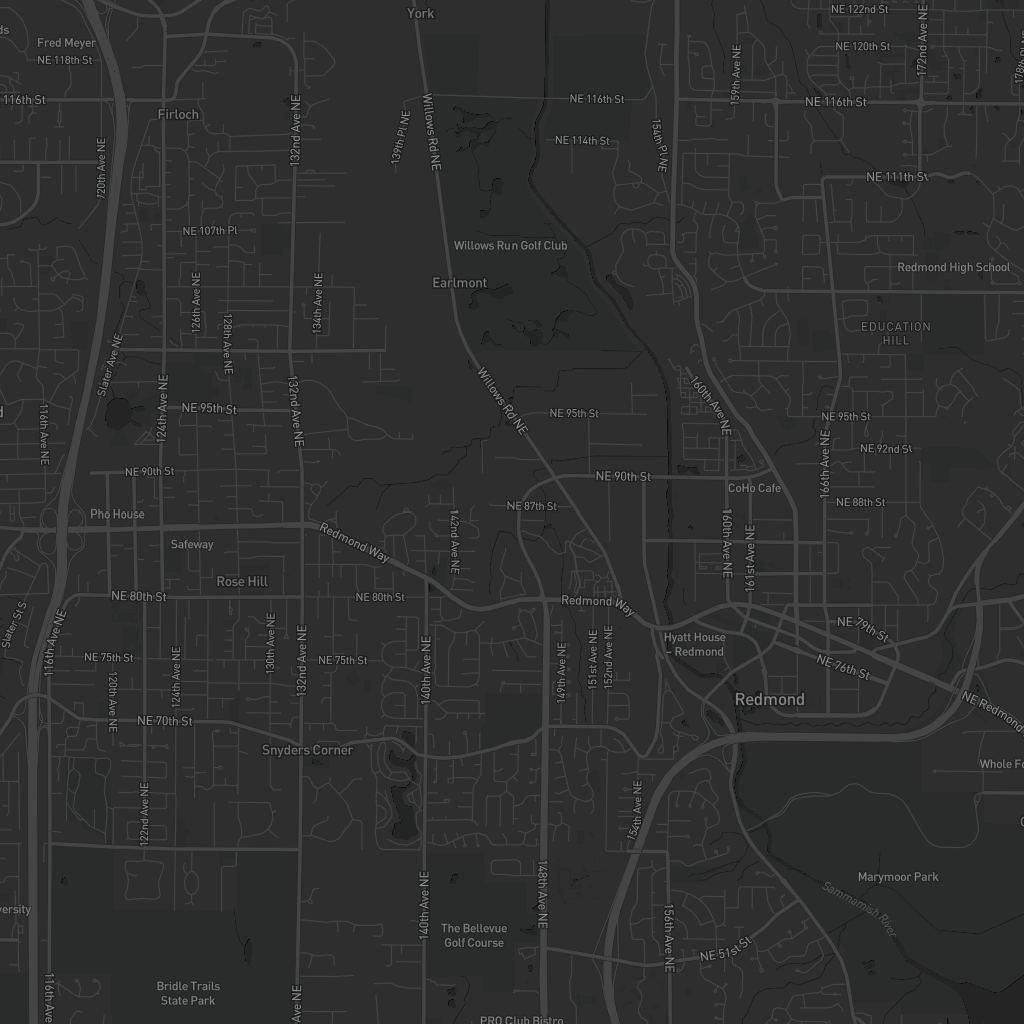 York
NE 122nd St
ds
Fred Meyer
NE 118th St
NE 120th St
172nd Ave NE
178th
159th Ave NE
116th St
NE 116th St
NE 116th St
Firloch
132nd Ave NE
Willows Rd NE
139th Pl NE
154th Pl NE
NE 114th St
120th Ave NE
NE 111th St
NE 107th Pl
Willows Run Golf Club
Redmond High School
Earlmont
126th Ave NE
134th Ave NE
EDUCATION
HILL
128th Ave NE
Slater Ave NE
Willows Rd NE
160th Ave NE
124th Ave NE
132nd Ave NE
NE 95th St
NE 95th St
NE 95th St
116th Ave NE
d
166th Ave NE
NE 92nd St
NE 90th St
NE 90th St
CoHo Cafe
NE 87th St
NE 88th St
Pho House
142nd Ave NE
160th Ave NE
161st Ave NE
Redmond Way
Safeway
Rose Hill
NE 80th St
NE 80th St
Redmond Way
Slater St S
116th Ave NE
NE 79th St
Hyatt House
– Redmond
130th Ave NE
132nd Ave NE
140th Ave NE
149th Ave NE
151st Ave NE
152nd Ave NE
NE 75th St
NE 75th St
NE 76th St
120th Ave NE
124th Ave NE
Redmond
NE Redmond
NE 70th St
Snyders Corner
Whole Fo
122nd Ave NE
154th Ave NE
148th Ave NE
140th Ave NE
Marymoor Park
Sammamish River
versity
156th Ave NE
The Bellevue
Golf Course
NE 51st St
Bridle Trails
State Park
116th Ave
Ave NE
PRO Club Bistro